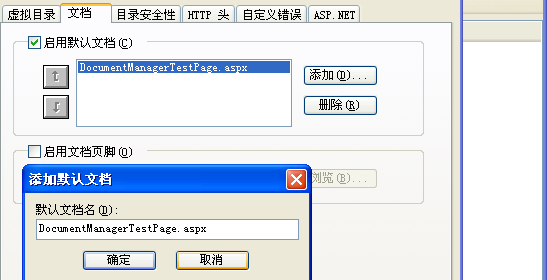 虚拟目录 文档 目录安全性 HTTP 头 自定义错误 ASP.NET
启用默认文档(C)
DocumentManagerTestPage.aspx
添加(D)...
删除(R)
启用文档页脚(O)
浏览(B)...
添加默认文档
默认文档名(D):
DocumentManagerTestPage.aspx
确定 取消